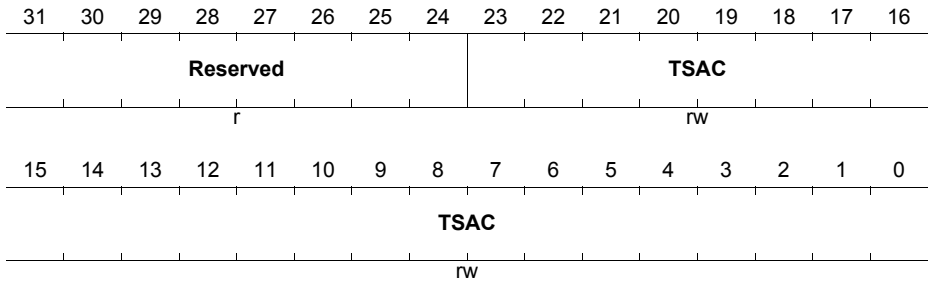 31 30 29 28 27 26 25 24 23 22 21 20 19 18 17 16
Reserved TSAC
r rw
15 14 13 12 11 10 9 8 7 6 5 4 3 2 1 0
TSAC
rw